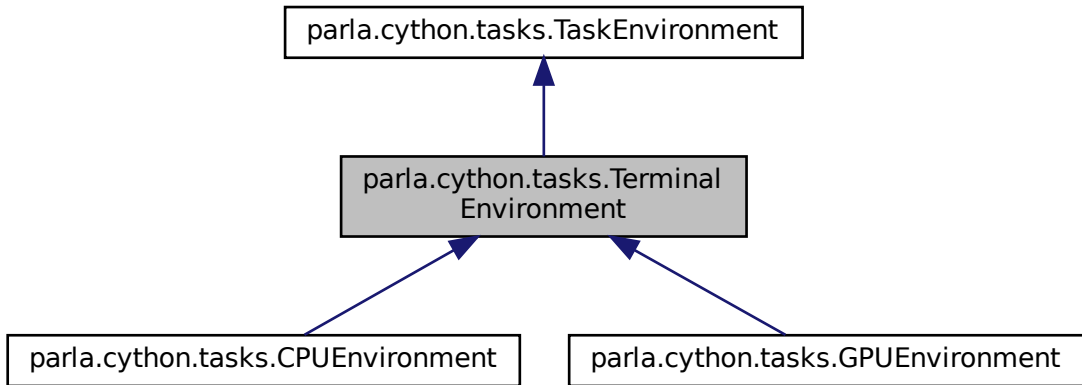 parla.cython.tasks.TaskEnvironment
parla.cython.tasks.Terminal
Environment
parla.cython.tasks.CPUEnvironment
parla.cython.tasks.GPUEnvironment